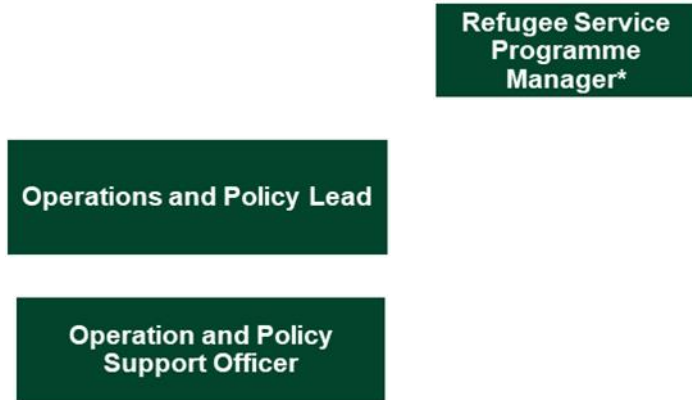 Refugee Service
Programme
Manager*
Operations and Policy Lead
Operation and Policy
Support Officer